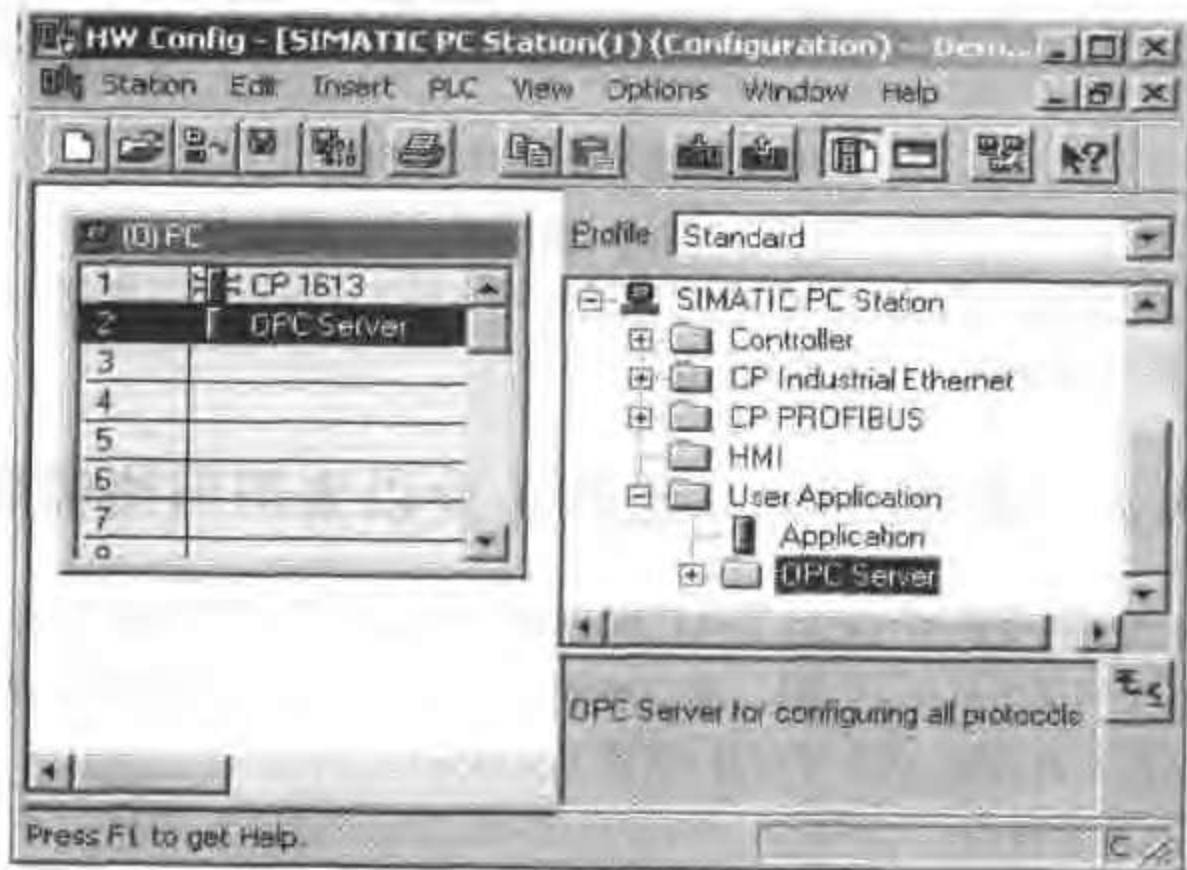 HW Config - [SIMATIC PC Station(1) (Configuration) --
Station Edit Insert PLC View Options Window Help
(0) PC
1 CP 1613
2 OPC Server
3
4
5
6
7
Profile Standard
SIMATIC PC Station
Controller
CP Industrial Ethernet
CP PROFIBUS
HMI
User Application
Application
OPC Server
OPC Server for configuring all protocols
Press F1 to get Help.